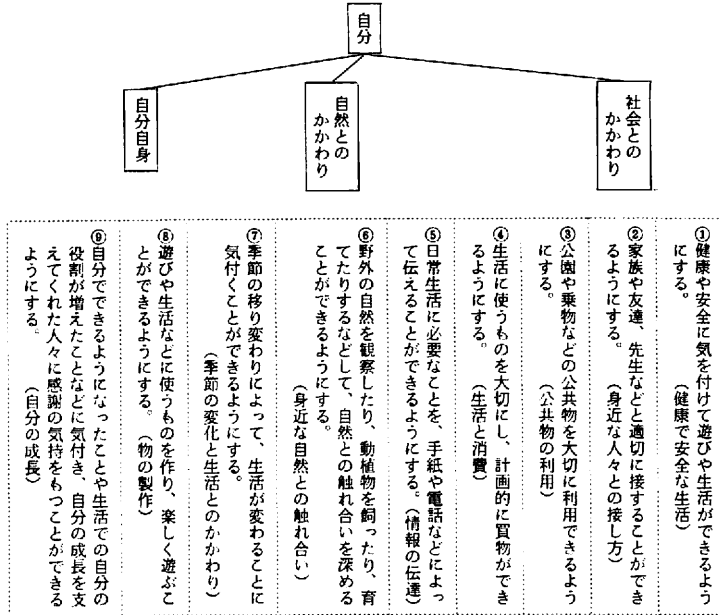 自分
社会との
かかわり
自然との
かかわり
自分自身
①健康や安全に気を付けて遊びや生活ができるよう
にする。　　　　　（健康で安全な生活）
②家族や友達、先生などと適切に接することができ
るようにする。　　（身近な人々との接し方）
③公園や乗物などの公共物を大切に利用できるよう
にする。　　　　　（公共物の利用）
④生活に使うものを大切にし、計画的に買物ができ
るようにする。　　（生活と消費）
⑤日常生活に必要なことを、手紙や電話などによっ
て伝えることができるようにする。（情報の伝達）
⑥野外の自然を観察したり、動植物を飼ったり、育
てたりするなどして、自然との触れ合いを深める
ことができるようにする。
（身近な自然との触れ合い）
⑦季節の移り変わりによって、生活が変わることに
気付くことができるようにする。
（季節の変化と生活とのかかわり）
⑧遊びや生活などに使うものを作り、楽しく遊ぶこ
とができるようにする。　（物の製作）
⑨自分でできるようになったことや生活での自分の
役割が増えたことなどに気付き、自分の成長を支
えてくれた人々に感謝の気持をもつことができる
ようにする。　　　（自分の成長）